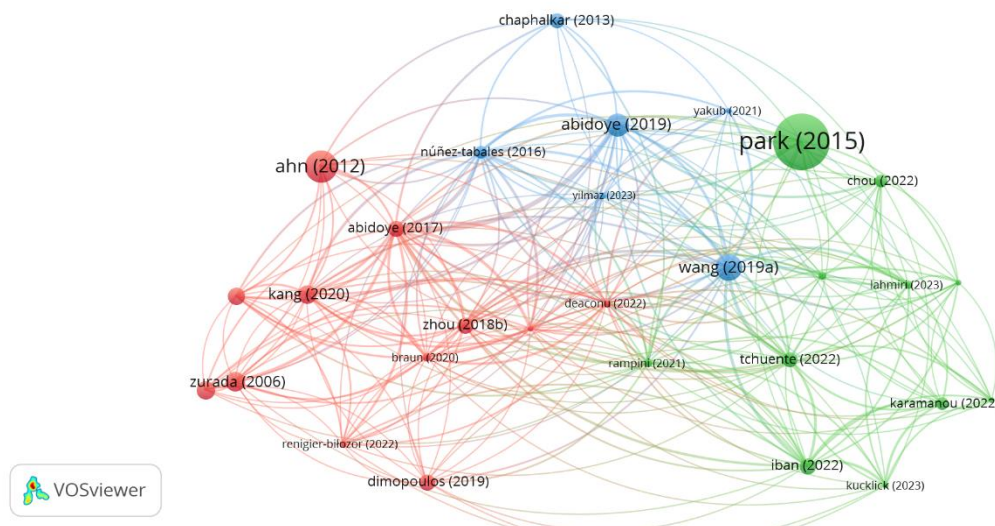 chaphalkar (2013)
yakub (2021)
abidoye (2019)
park (2015)
núñez-tabales (2016)
ahn (2012)
chou (2022)
yilmaz (2023)
abidoye (2017)
wang (2019a)
lahmiri (2023)
kang (2020)
deaconu (2022)
zhou (2018b)
braun (2020)
rampini (2021)
tchuente (2022)
zurada (2006)
karamanou (2022
renigier-biłozor (2022)
iban (2022)
dimopoulos (2019)
kucklick (2023)
VOSviewer